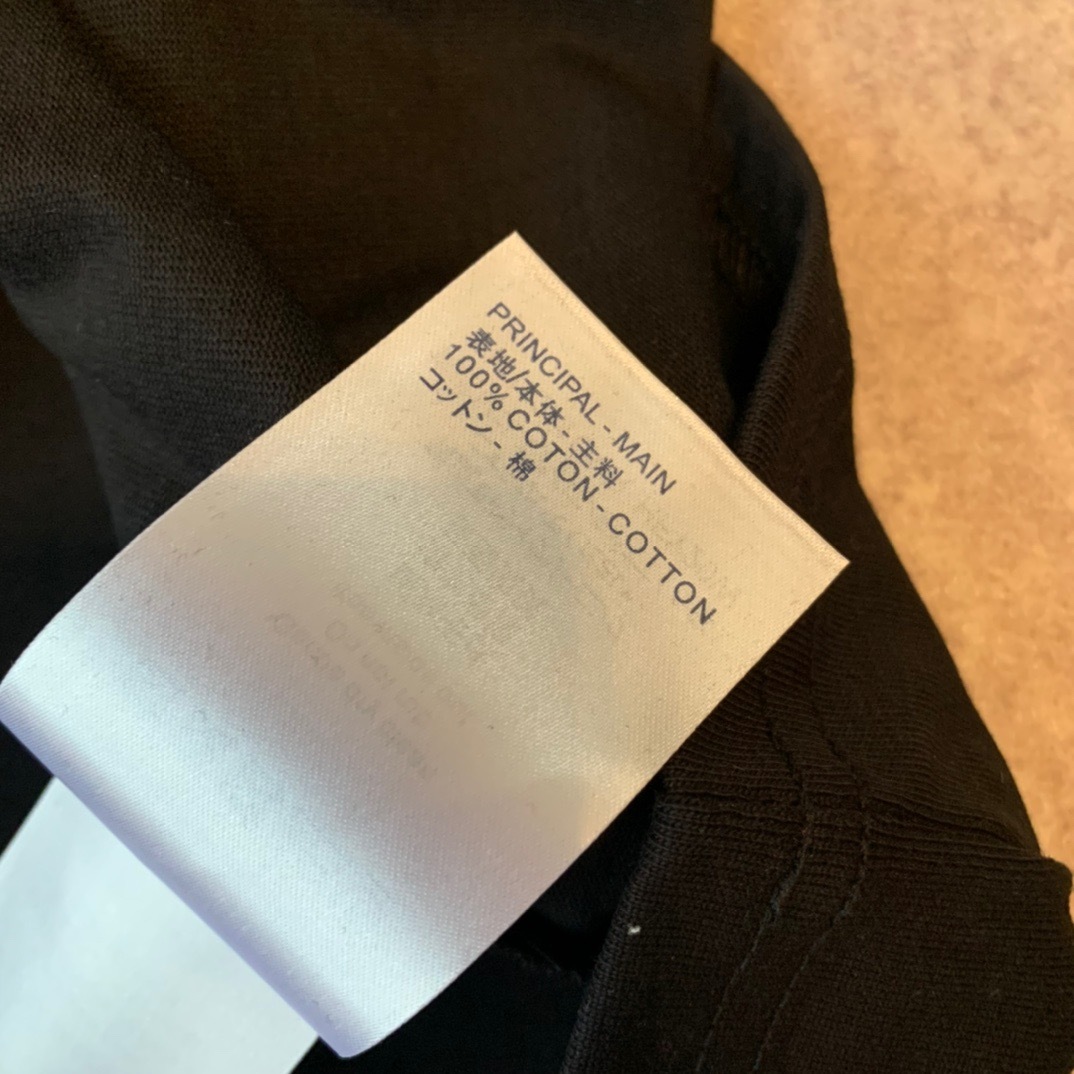 PRINCIPAL - MAIN
表地/本体 - 主料
100% COTON - COTTON
コットン - 棉